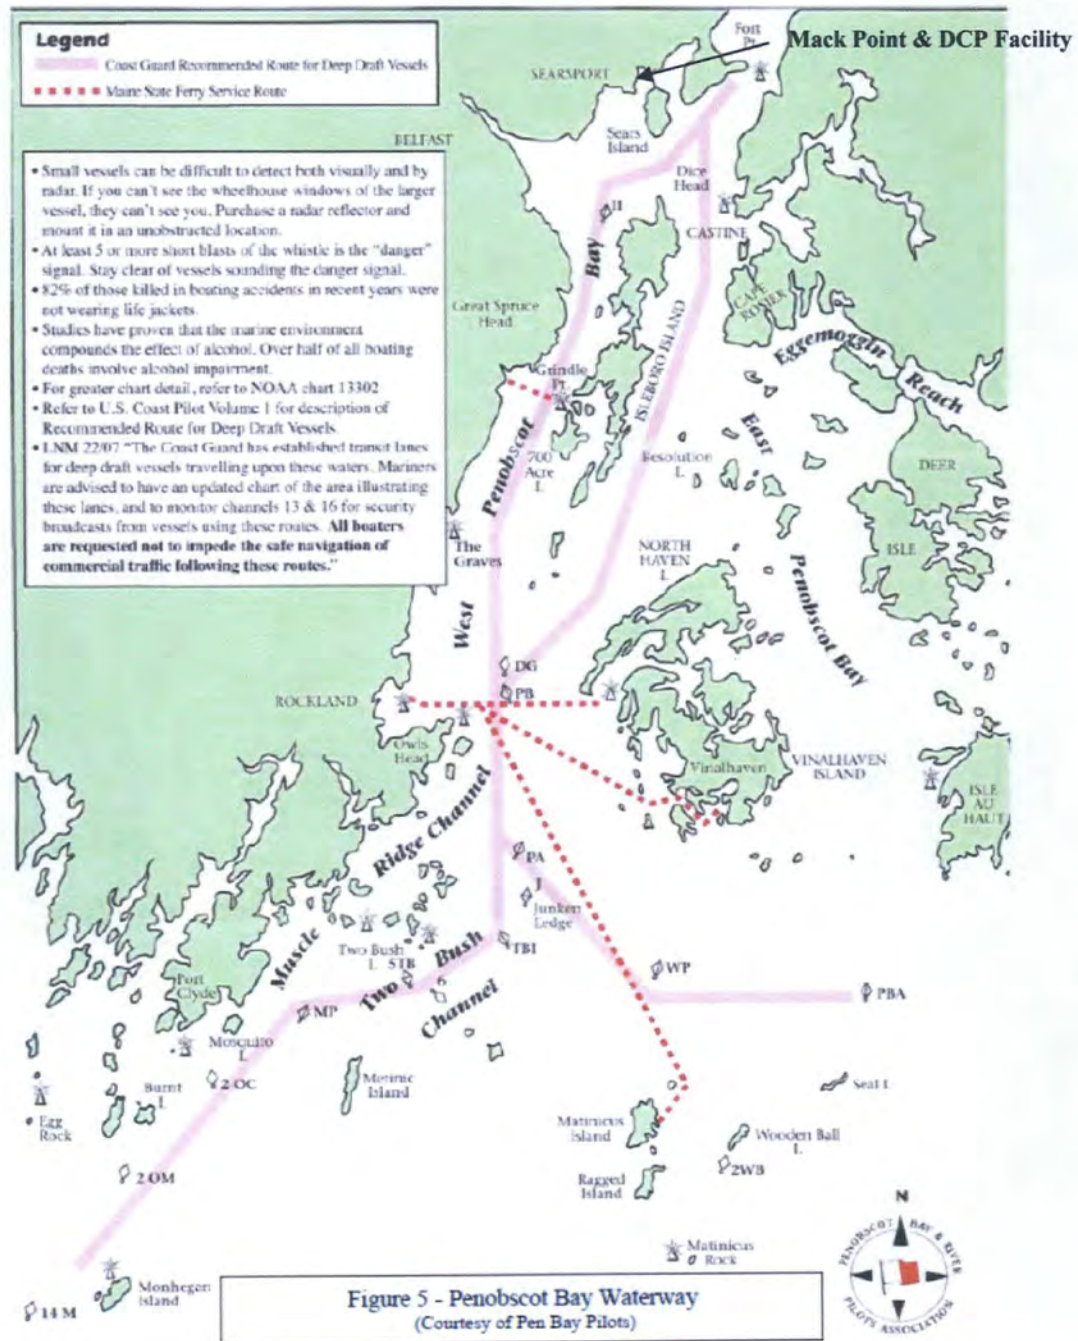 Legend
Coast Guard Recommended Route for Deep Draft Vessels
Maine State Ferry Service Route
Fort
Pt.
Mack Point & DCP Facility
SEARSPORT
BELFAST
Sears
Island
Dice
Head
CASTINE
• Small vessels can be difficult to detect both visually and by
radar. If you can't see the wheelhouse windows of the larger
vessel, they can't see you. Purchase a radar reflector and
mount it in an unobstructed location.
• At least 5 or more short blasts of the whistle is the "danger"
signal. Stay clear of vessels sounding the danger signal.
• 82% of those killed in boating accidents in recent years were
not wearing life jackets.
• Studies have proven that the marine environment
compounds the effect of alcohol. Over half of all boating
deaths involve alcohol impairment.
• For greater chart detail, refer to NOAA chart 13302
• Refer to U.S. Coast Pilot Volume 1 for description of
Recommended Route for Deep Draft Vessels
• LNM 22/07 "The Coast Guard has established transit lanes
for deep draft vessels travelling upon these waters. Mariners
are advised to have an updated chart of the area illustrating
these lanes, and to monitor channels 13 & 16 for security
broadcasts from vessels using these routes. All boaters
are requested not to impede the safe navigation of
commercial traffic following these routes."
11
CAPE
ROSIER
Great Spruce
Head
ISLEBORO ISLAND
Eggemoggin
Reach
Grindle
Pt.
West Penobscot Bay
700
Acre
I.
Resolution
I.
East
Penobscot Bay
DEER
ISLE
The
Graves
NORTH
HAVEN
I.
DG
PB
ROCKLAND
Owls
Head
Vinalhaven
VINALHAVEN
ISLAND
ISLE
AU
HAUT
Muscle Ridge Channel
PA
J
Junken
Ledge
TBI
Two Bush
I.
STB
6
Two Bush
Channel
WP
PBA
Port
Clyde
MP
Mosquito
I.
2 OC
Metinic
Island
Burnt
I.
Egg
Rock
Seal I.
Matinicus
Island
Wooden Ball
I.
2WB
2 OM
Ragged
Island
Matinicus
Rock
Monhegan
Island
14 M
N
PENOBSCOT BAY & RIVER
PILOTS ASSOCIATION
Figure 5 - Penobscot Bay Waterway
(Courtesy of Pen Bay Pilots)